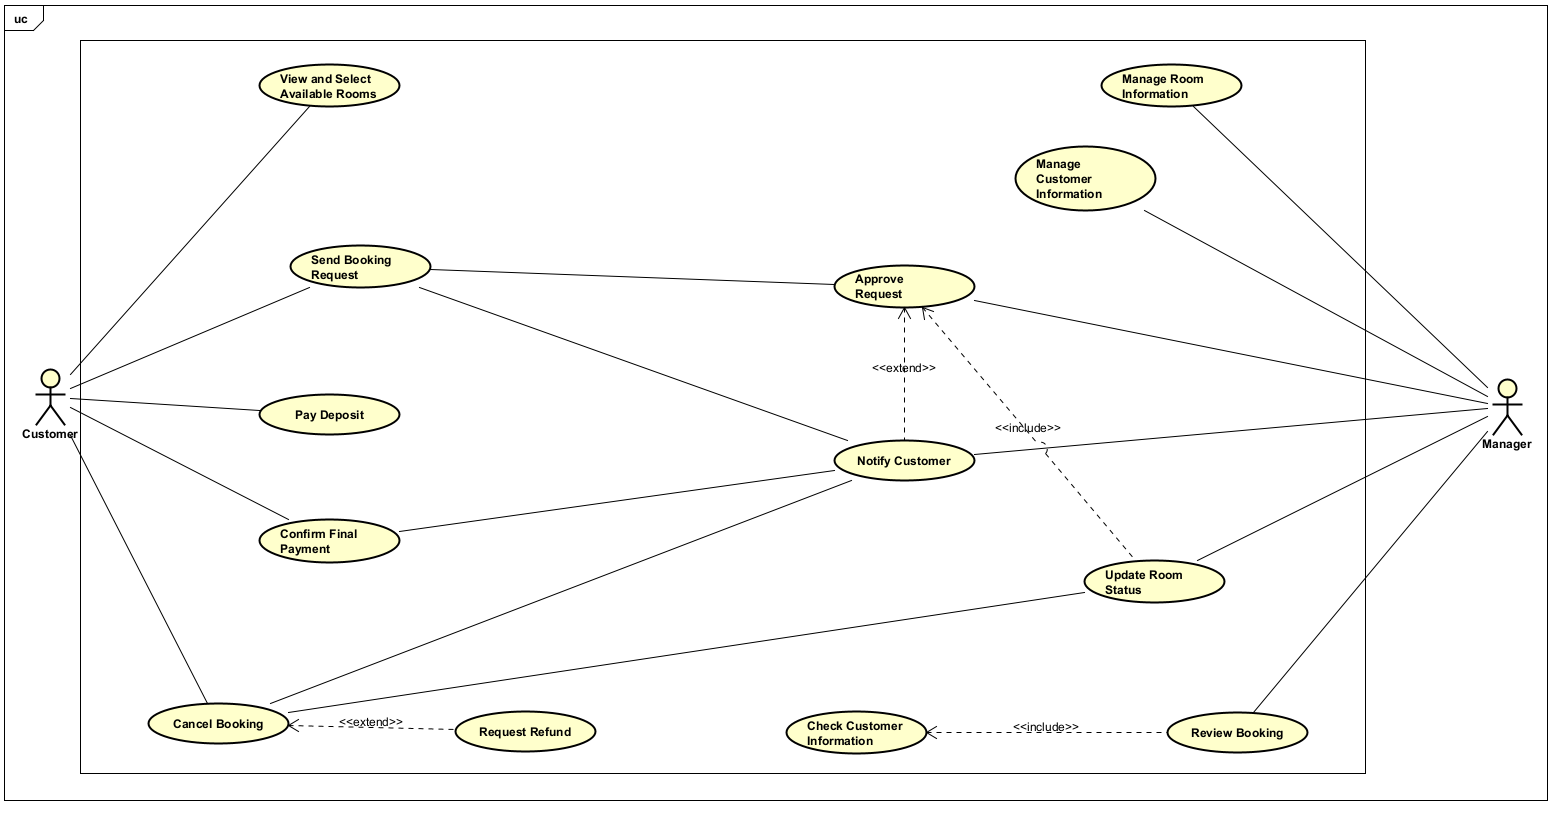 uc
View and Select
Available Rooms
Manage Room
Information
Manage
Customer
Information
Send Booking
Request
Approve
Request
<<extend>>
Customer
Pay Deposit
<<include>>
Manager
Notify Customer
Confirm Final
Payment
Update Room
Status
Cancel Booking
<<extend>>
Request Refund
Check Customer
Information
<<include>>
Review Booking